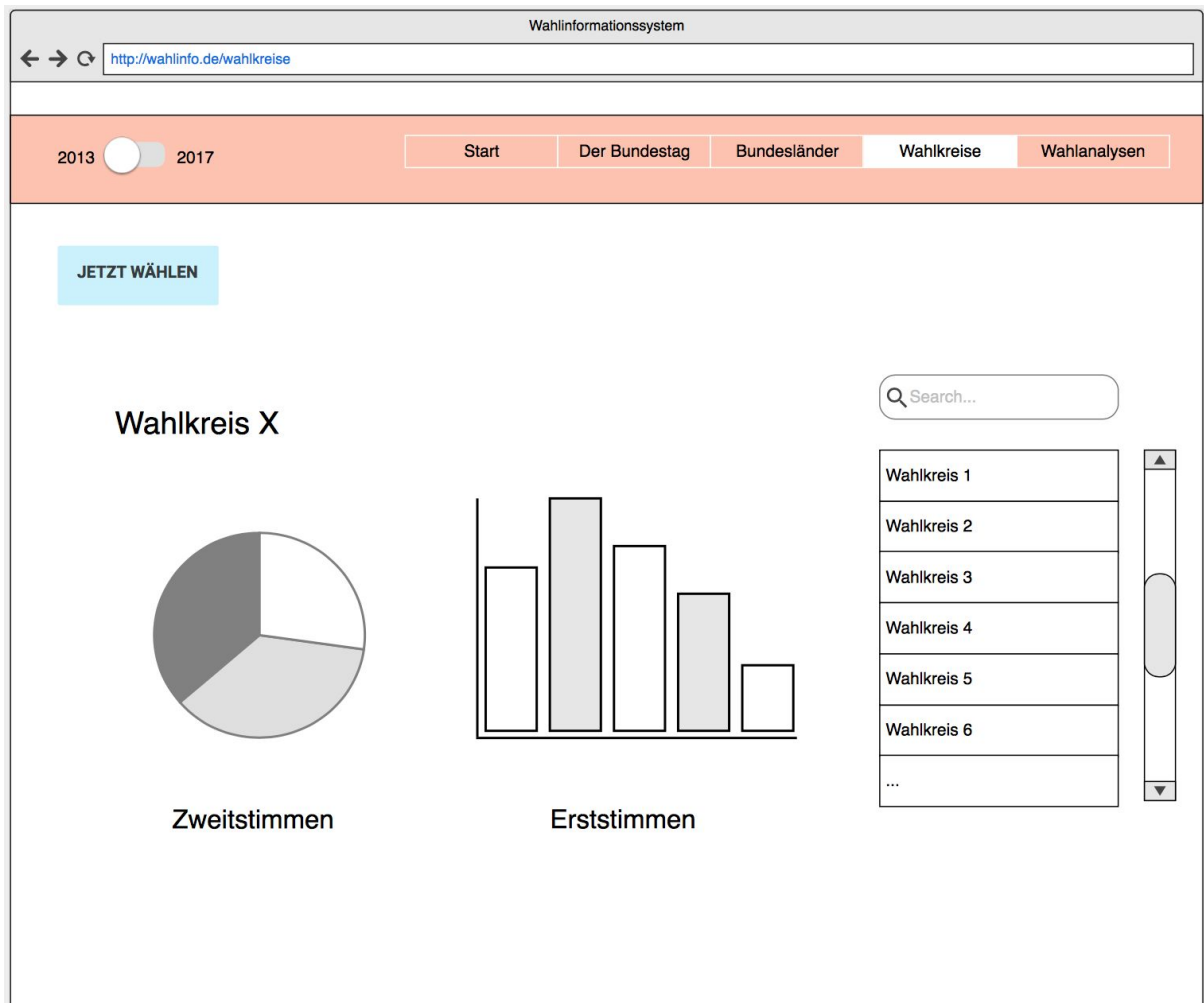 Wahlinformationssystem
http://wahlinfo.de/wahlkreise
2013 2017 Start Der Bundestag Bundesländer Wahlkreise Wahlanalysen
JETZT WÄHLEN
Search...
Wahlkreis X
Wahlkreis 1
Wahlkreis 2
Wahlkreis 3
Wahlkreis 4
Wahlkreis 5
Wahlkreis 6
...
Zweitstimmen Erststimmen